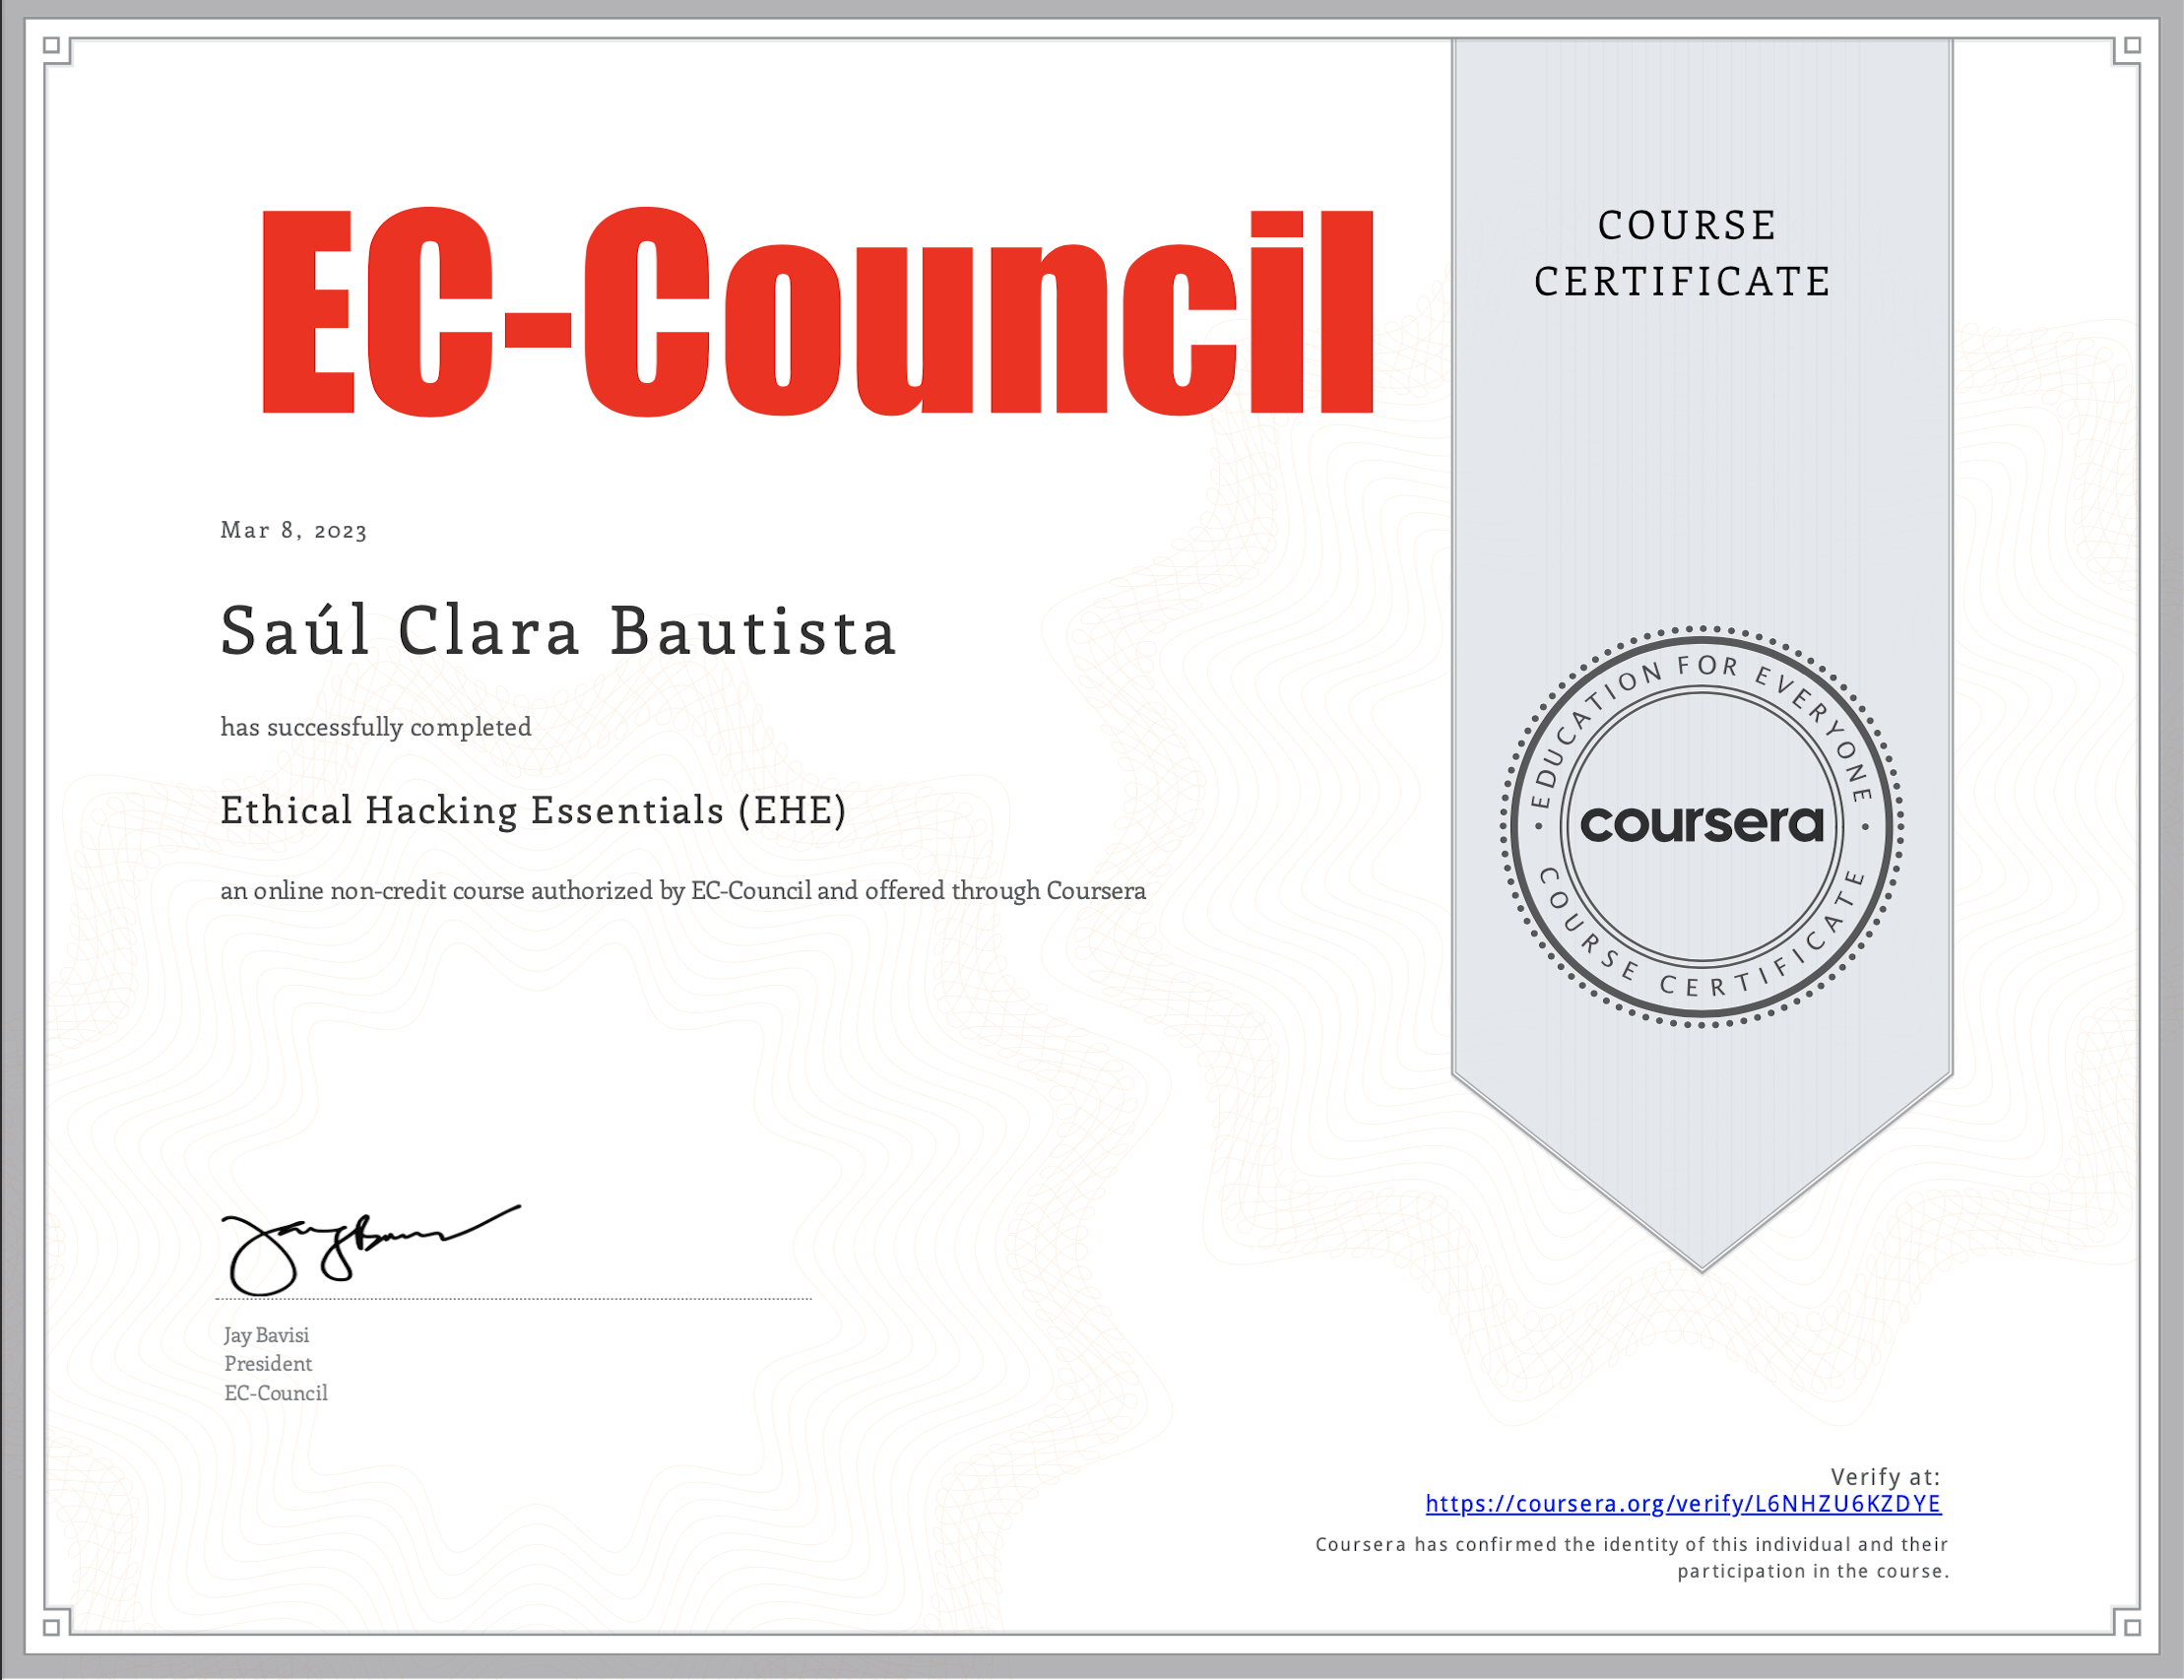 EC-Council
COURSE
CERTIFICATE
Mar 8, 2023
Saúl Clara Bautista
has successfully completed
Ethical Hacking Essentials (EHE)
an online non-credit course authorized by EC-Council and offered through Coursera
EDUCATION FOR EVERYONE
coursera
COURSE CERTIFICATE
Jay Bavisi
President
EC-Council
Verify at:
https://coursera.org/verify/L6NHZU6KZDYE
Coursera has confirmed the identity of this individual and their
participation in the course.